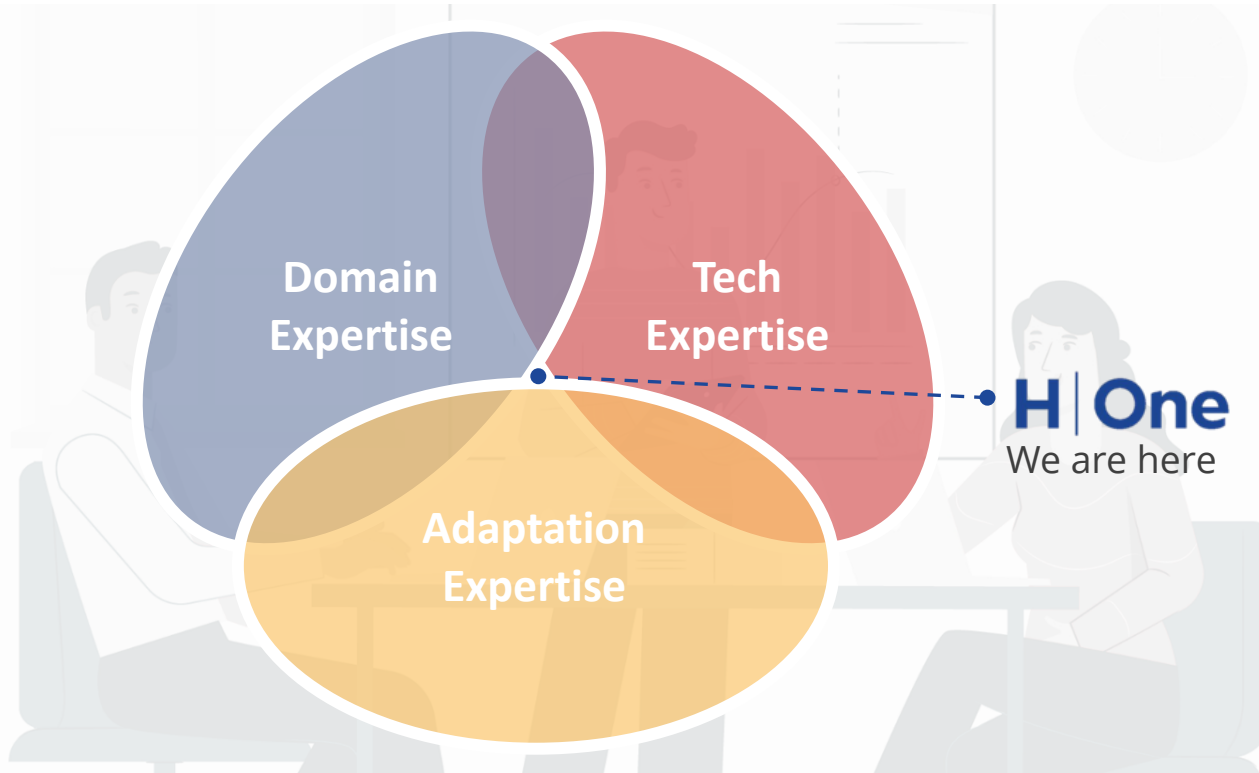 Domain
Expertise
Tech
Expertise
Adaptation
Expertise
H|One
We are here